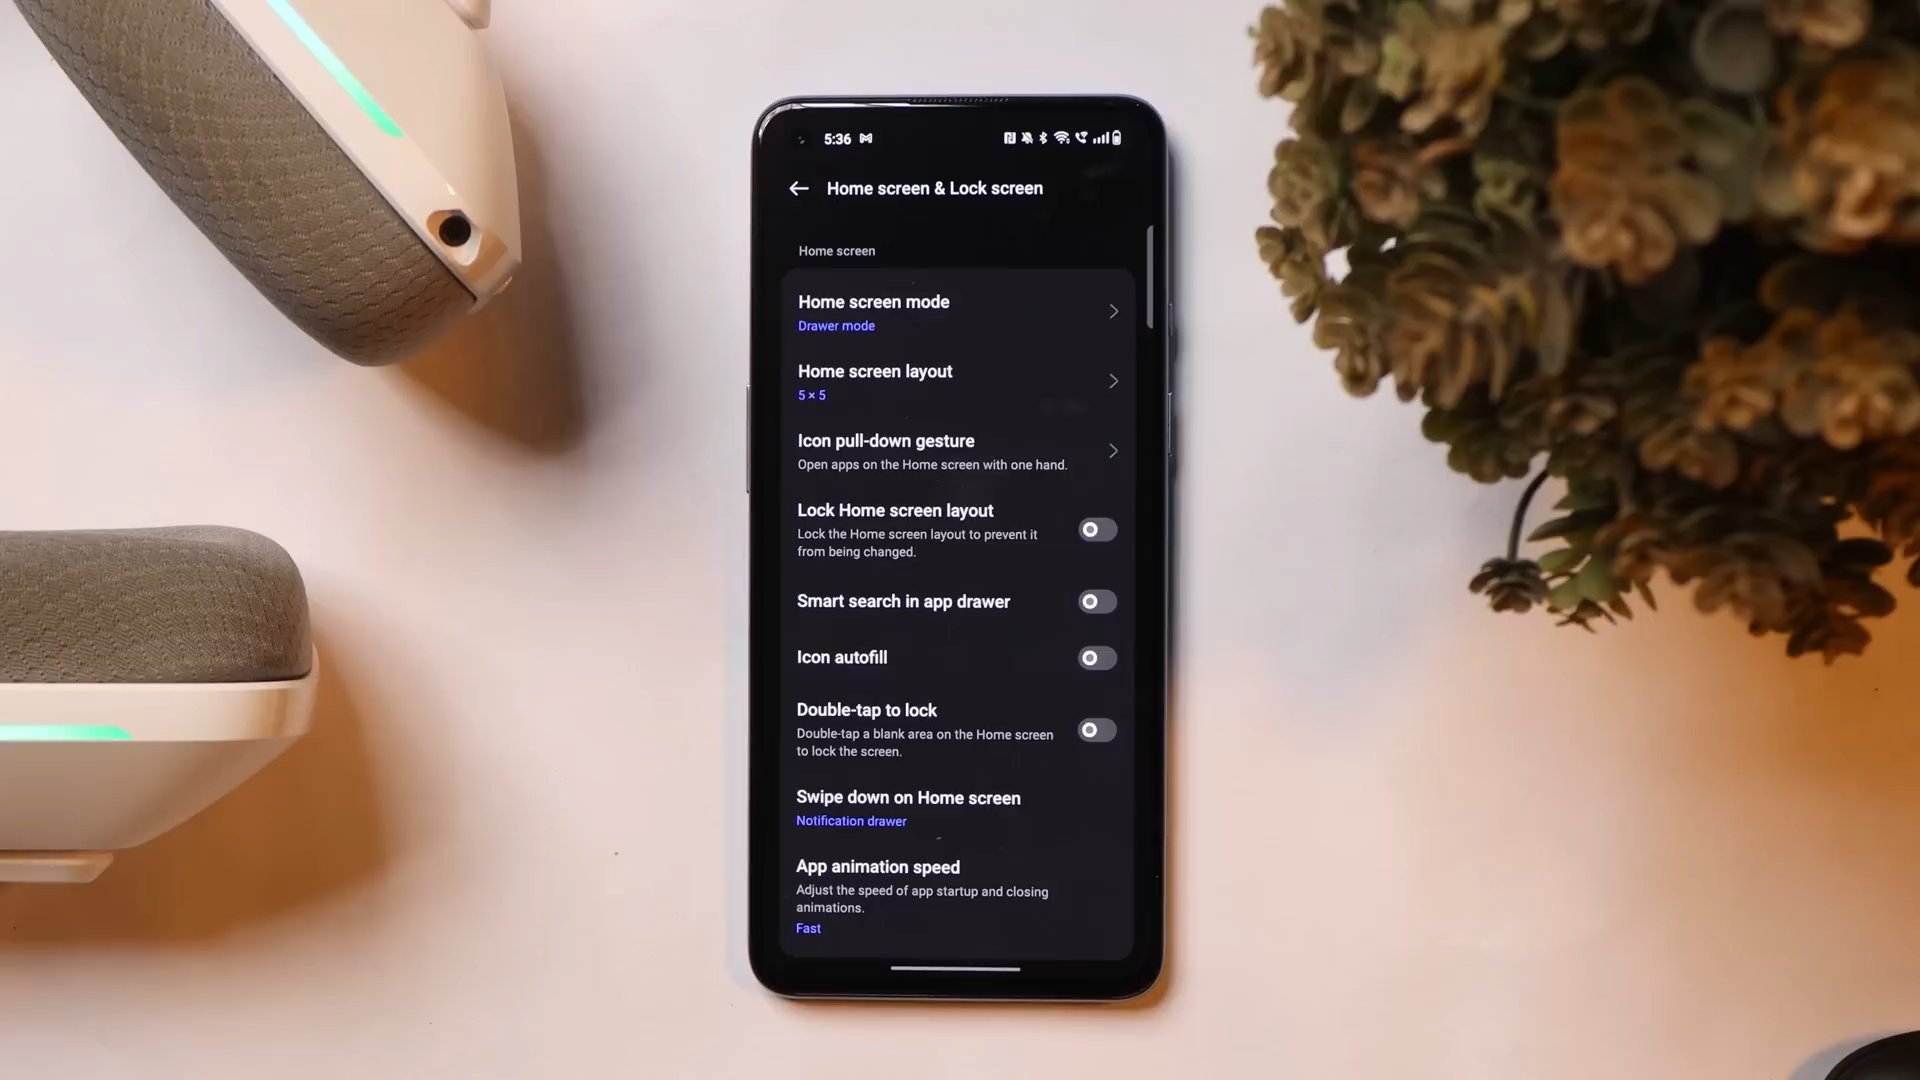 5:36
Home screen & Lock screen
Home screen
Home screen mode
Drawer mode
Home screen layout
5 × 5
Icon pull-down gesture
Open apps on the Home screen with one hand.
Lock Home screen layout
Lock the Home screen layout to prevent it
from being changed.
Smart search in app drawer
Icon autofill
Double-tap to lock
Double-tap a blank area on the Home screen
to lock the screen.
Swipe down on Home screen
Notification drawer
App animation speed
Adjust the speed of app startup and closing
animations.
Fast